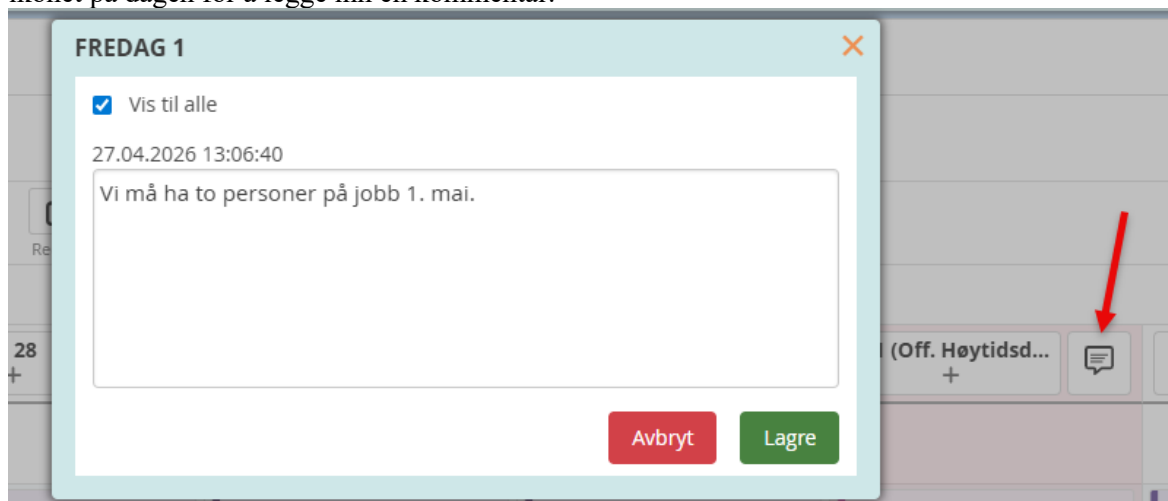 FREDAG 1
Vis til alle
27.04.2026 13:06:40
Vi må ha to personer på jobb 1. mai.
Re
28
(Off. Høytidsd...
+
+
Avbryt
Lagre